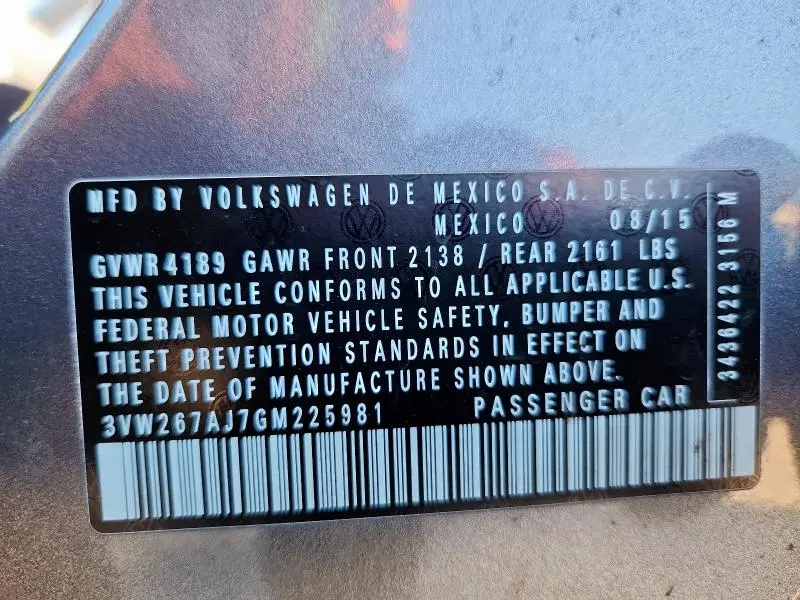 MFD BY VOLKSWAGEN DE MEXICO S.A. DE C.V.
MEXICO 08/15
GVWR 4189 GAWR FRONT 2138 / REAR 2161 LBS
THIS VEHICLE CONFORMS TO ALL APPLICABLE U.S.
FEDERAL MOTOR VEHICLE SAFETY, BUMPER AND
THEFT PREVENTION STANDARDS IN EFFECT ON
THE DATE OF MANUFACTURE SHOWN ABOVE.
3VW267AJ7GM225981 PASSENGER CAR
3436422 3156 M